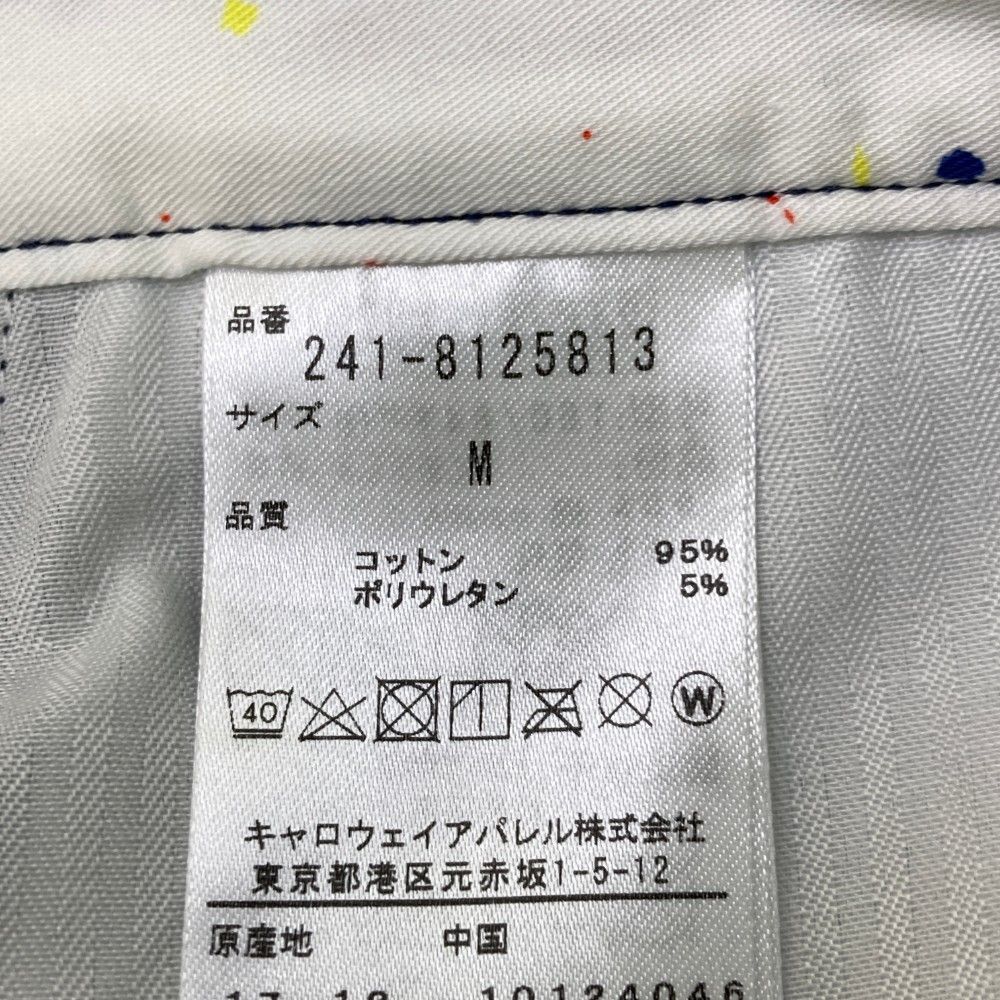 品番
241-8125813
サイズ
M
品質
コットン 95%
ポリウレタン 5%
40 W
キャロウェイアパレル株式会社
東京都港区元赤坂1-5-12
原産地 中国